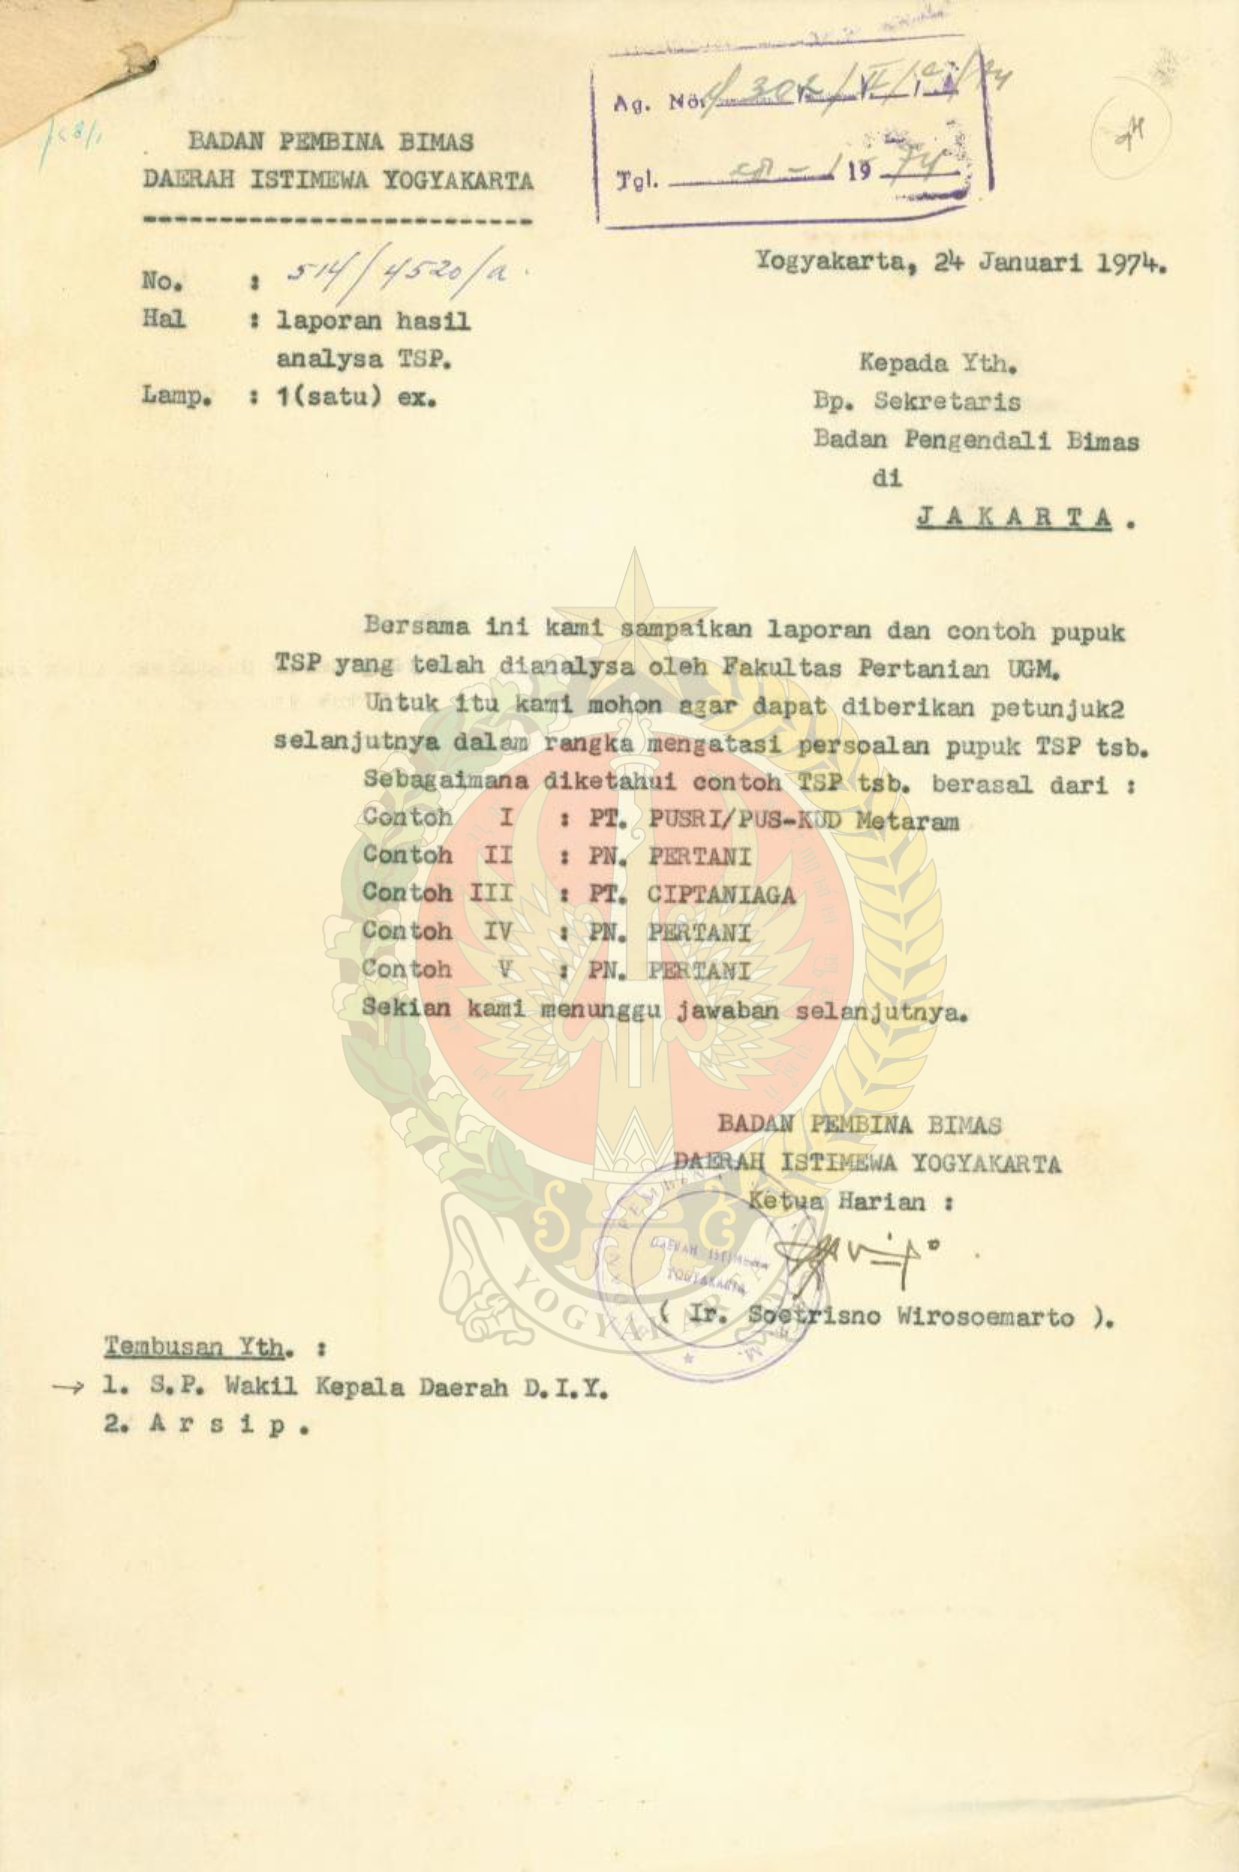 Ag. No.
Tgl. 19 74
BADAN PEMBINA BIMAS
DAERAH ISTIMEWA YOGYAKARTA
--------------------------
Yogyakarta, 24 Januari 1974.
No. : 514/4520/a.
Hal : laporan hasil
analysa TSP.
Lamp. : 1(satu) ex.
Kepada Yth.
Bp. Sekretaris
Badan Pengendali Bimas
di
J A K A R T A .
Bersama ini kami sampaikan laporan dan contoh pupuk
TSP yang telah dianalysa oleh Fakultas Pertanian UGM.
Untuk itu kami mohon agar dapat diberikan petunjuk2
selanjutnya dalam rangka mengatasi persoalan pupuk TSP tsb.
Sebagaimana diketahui contoh TSP tsb. berasal dari :
Contoh I : PT. PUSRI/PUS-KUD Metaram
Contoh II : PN. PERTANI
Contoh III : PT. CIPTANIAGA
Contoh IV : PN. PERTANI
Contoh V : PN. PERTANI
Sekian kami menunggu jawaban selanjutnya.
BADAN PEMBINA BIMAS
DAERAH ISTIMEWA YOGYAKARTA
Ketua Harian :
DAERAH ISTIMEWA
YOGYAKARTA
YOGYAKARTA
( Ir. Soetrisno Wirosoemarto ).
Tembusan Yth. :
→ 1. S.P. Wakil Kepala Daerah D.I.Y.
2. A r s i p .